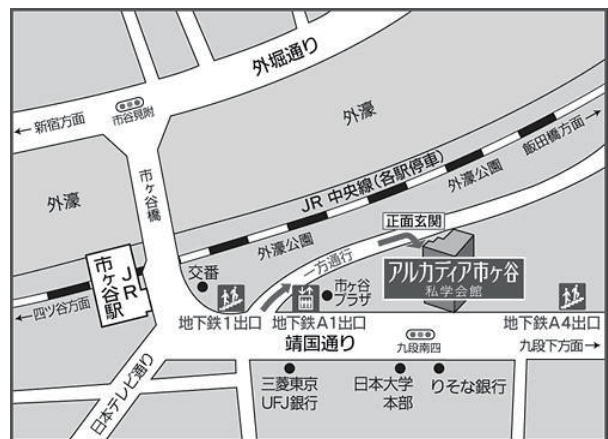 外堀通り
←新宿方面
市谷見附
外濠
飯田橋方面→
市ヶ谷橋
JR 中央線(各駅停車)
外濠公園
外濠
正面玄関
外濠公園
一方通行
JR
市ヶ谷駅
交番
市ヶ谷
プラザ
アルカディア市ヶ谷
私学会館
←四ツ谷方面
地下鉄1出口
地下鉄A1出口
地下鉄A4出口
靖国通り
九段南四
九段下方面→
日本テレビ通り
三菱東京
UFJ銀行
日本大学
本部
りそな銀行